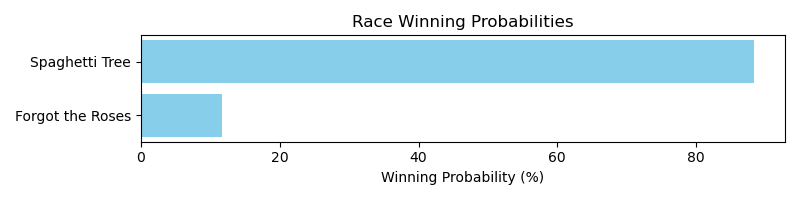 Race Winning Probabilities
Spaghetti Tree
Forgot the Roses
0 20 40 60 80
Winning Probability (%)